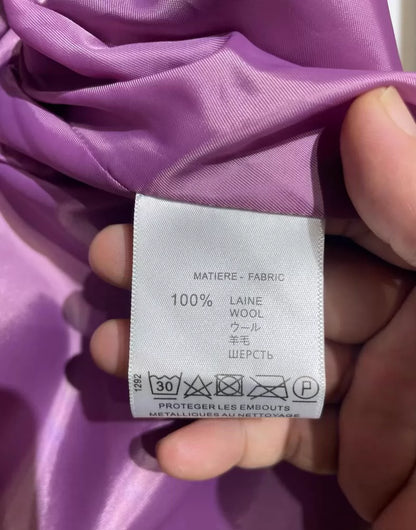 MATIERE - FABRIC
100% LAINE
WOOL
ウール
羊毛
ШЕРСТЬ
1292
30 P
PROTEGER LES EMBOUTS
METALLIQUES AU NETTOYAGE